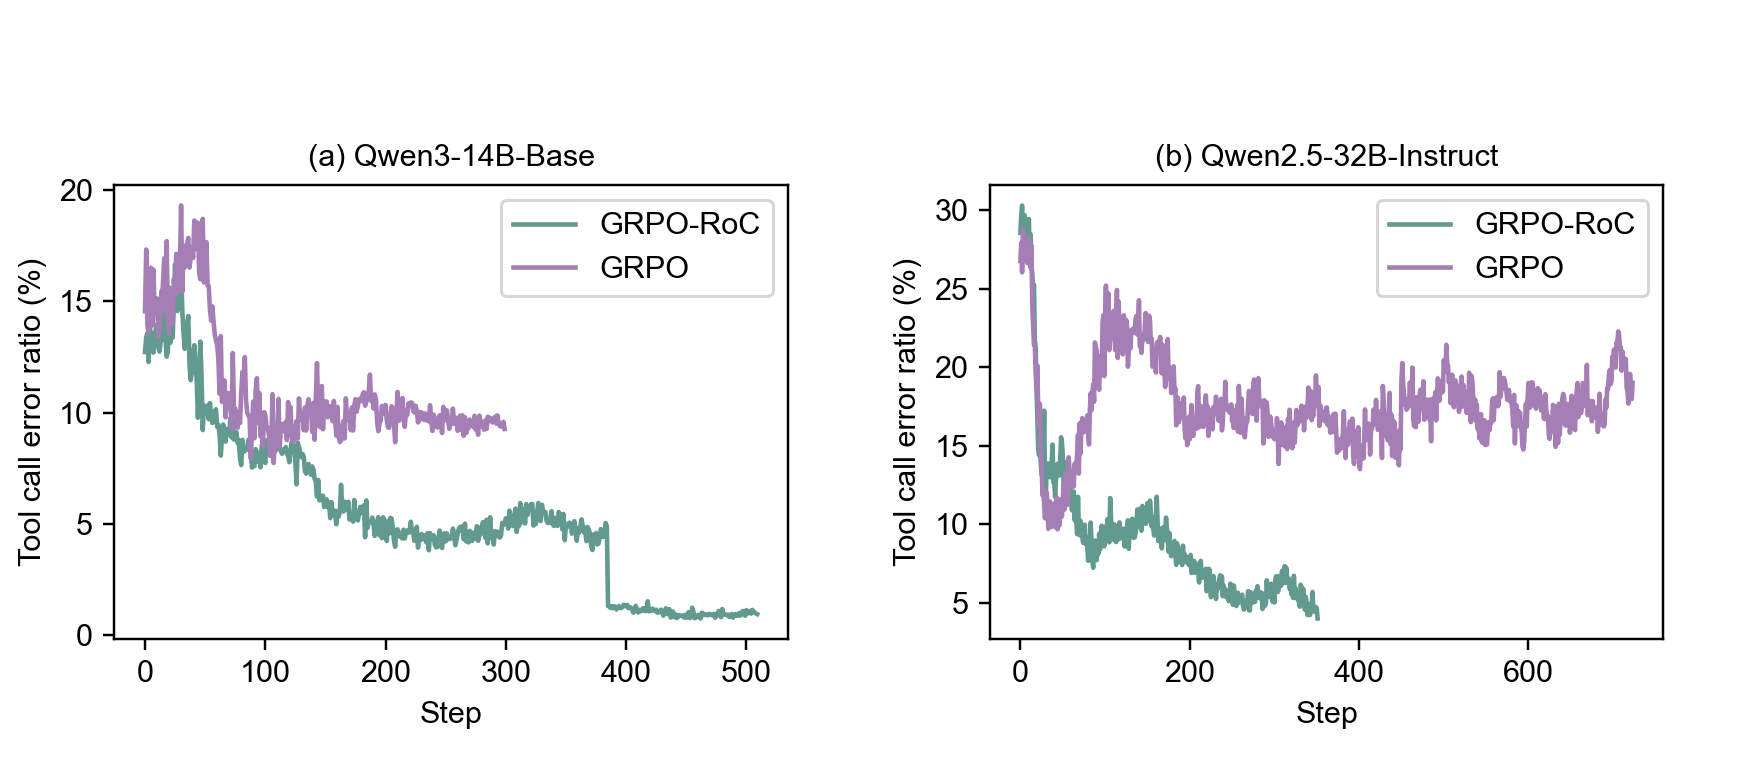 (a) Qwen3-14B-Base
Tool call error ratio (%)
20
15
10
5
0
GRPO-RoC
GRPO
0 100 200 300 400 500
Step
(b) Qwen2.5-32B-Instruct
Tool call error ratio (%)
30
25
20
15
10
5
GRPO-RoC
GRPO
0 200 400 600
Step